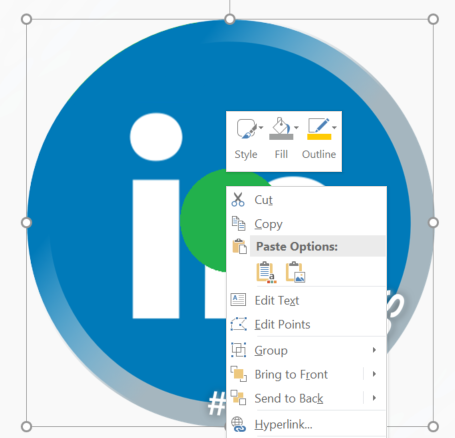 in
Style Fill Outline
Cut
Copy
Paste Options:
Edit Text
Edit Points
Group
Bring to Front
Send to Back
Hyperlink...
#